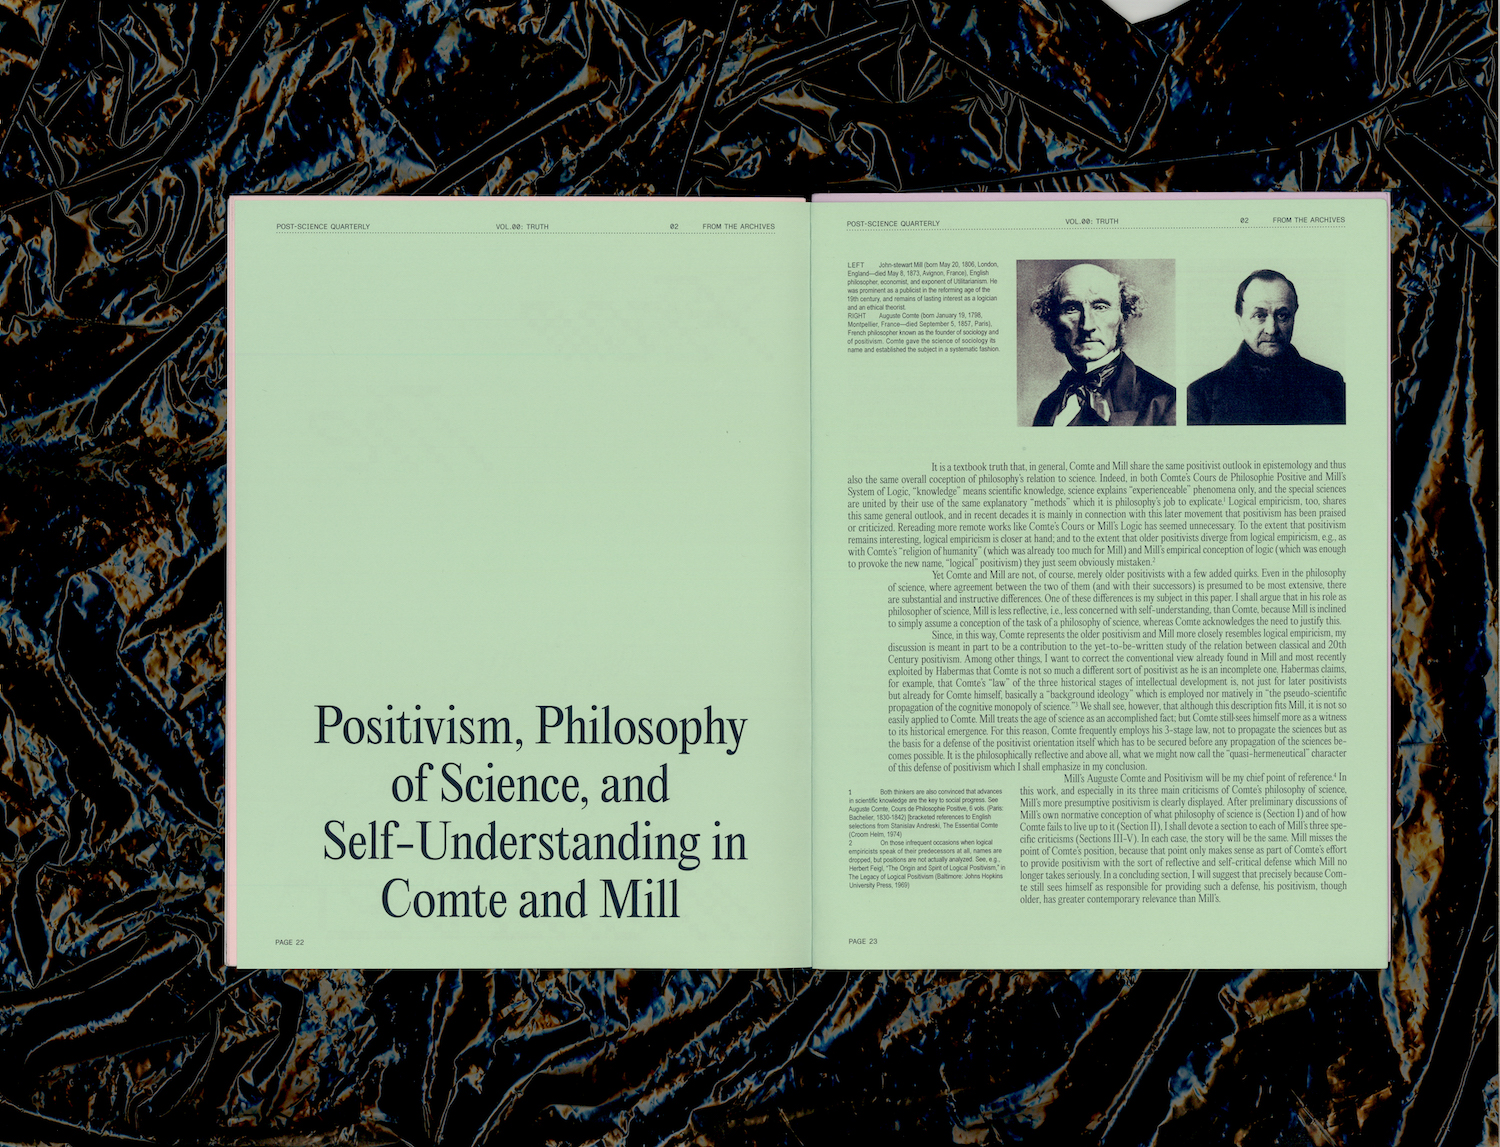 POST-SCIENCE QUARTERLY VOL.00: TRUTH 02 FROM THE ARCHIVES
Positivism, Philosophy
of Science, and
Self-Understanding in
Comte and Mill
PAGE 22
POST-SCIENCE QUARTERLY VOL.00: TRUTH 02 FROM THE ARCHIVES
LEFT John-stewart Mill (born May 20, 1806, London,
England—died May 8, 1873, Avignon, France), English
philosopher, economist, and exponent of Utilitarianism. He
was prominent as a publicist in the reforming age of the
19th century, and remains of lasting interest as a logician
and an ethical theorist.
RIGHT Auguste Comte (born January 19, 1798,
Montpellier, France—died September 5, 1857, Paris),
French philosopher known as the founder of sociology and
of positivism. Comte gave the science of sociology its
name and established the subject in a systematic fashion.
It is a textbook truth that, in general, Comte and Mill share the same positivist outlook in epistemology and thus
also the same overall coception of philosophy's relation to science. Indeed, in both Comte's Cours de Philosophie Positive and Mill's
System of Logic, "knowledge" means scientific knowledge, science explains "experienceable" phenomena only, and the special sciences
are united by their use of the same explanatory "methods" which it is philosophy's job to explicate.¹ Logical empiricism, too, shares
this same general outlook, and in recent decades it is mainly in connection with this later movement that positivism has been praised
or criticized. Rereading more remote works like Comte's Cours or Mill's Logic has seemed unnecessary. To the extent that positivism
remains interesting, logical empiricism is closer at hand; and to the extent that older positivists diverge from logical empiricism, e.g., as
with Comte's "religion of humanity" (which was already too much for Mill) and Mill's empirical conception of logic (which was enough
to provoke the new name, "logical" positivism) they just seem obviously mistaken.²
Yet Comte and Mill are not, of course, merely older positivists with a few added quirks. Even in the philosophy
of science, where agreement between the two of them (and with their successors) is presumed to be most extensive, there
are substantial and instructive differences. One of these differences is my subject in this paper. I shall argue that in his role as
philosopher of science, Mill is less reflective, i.e., less concerned with self-understanding, than Comte, because Mill is inclined
to simply assume a conception of the task of a philosophy of science, whereas Comte acknowledges the need to justify this.
Since, in this way, Comte represents the older positivism and Mill more closely resembles logical empiricism, my
discussion is meant in part to be a contribution to the yet-to-be-written study of the relation between classical and 20th
Century positivism. Among other things, I want to correct the conventional view already found in Mill and most recently
exploited by Habermas that Comte is not so much a different sort of positivist as he is an incomplete one. Habermas claims,
for example, that Comte's "law" of the three historical stages of intellectual development is, not just for later positivists
but already for Comte himself, basically a "background ideology" which is employed nor matively in "the pseudo-scientific
propagation of the cognitive monopoly of science."³ We shall see, however, that although this description fits Mill, it is not so
easily applied to Comte. Mill treats the age of science as an accomplished fact; but Comte still-sees himself more as a witness
to its historical emergence. For this reason, Comte frequently employs his 3-stage law, not to propagate the sciences but as
the basis for a defense of the positivist orientation itself which has to be secured before any propagation of the sciences be-
comes possible. It is the philosophically reflective and above all, what we might now call the "quasi-hermeneutical" character
of this defense of positivism which I shall emphasize in my conclusion.
Mill's Auguste Comte and Positivism will be my chief point of reference.⁴ In
this work, and especially in its three main criticisms of Comte's philosophy of science,
Mill's more presumptive positivism is clearly displayed. After preliminary discussions of
Mill's own normative conception of what philosophy of science is (Section I) and of how
Comte fails to live up to it (Section II), I shall devote a section to each of Mill's three spe-
cific criticisms (Sections III-V). In each case, the story will be the same. Mill misses the
point of Comte's position, because that point only makes sense as part of Comte's effort
to provide positivism with the sort of reflective and self-critical defense which Mill no
longer takes seriously. In a concluding section, I will suggest that precisely because Com-
te still sees himself as responsible for providing such a defense, his positivism, though
older, has greater contemporary relevance than Mill's.
1 Both thinkers are also convinced that advances
in scientific knowledge are the key to social progress. See
Auguste Comte, Cours de Philosophie Positive, 6 vols. (Paris:
Bachelier, 1830-1842) [bracketed references to English
selections from Stanislav Andreski, The Essential Comte
(Croom Helm, 1974)
2 On those infrequent occasions when logical
empiricists speak of their predecessors at all, names are
dropped, but positions are not actually analyzed. See, e.g.,
Herbert Feigl, "The Origin and Spirit of Logical Positivism," in
The Legacy of Logical Positivism (Baltimore: Johns Hopkins
University Press, 1969)
PAGE 23